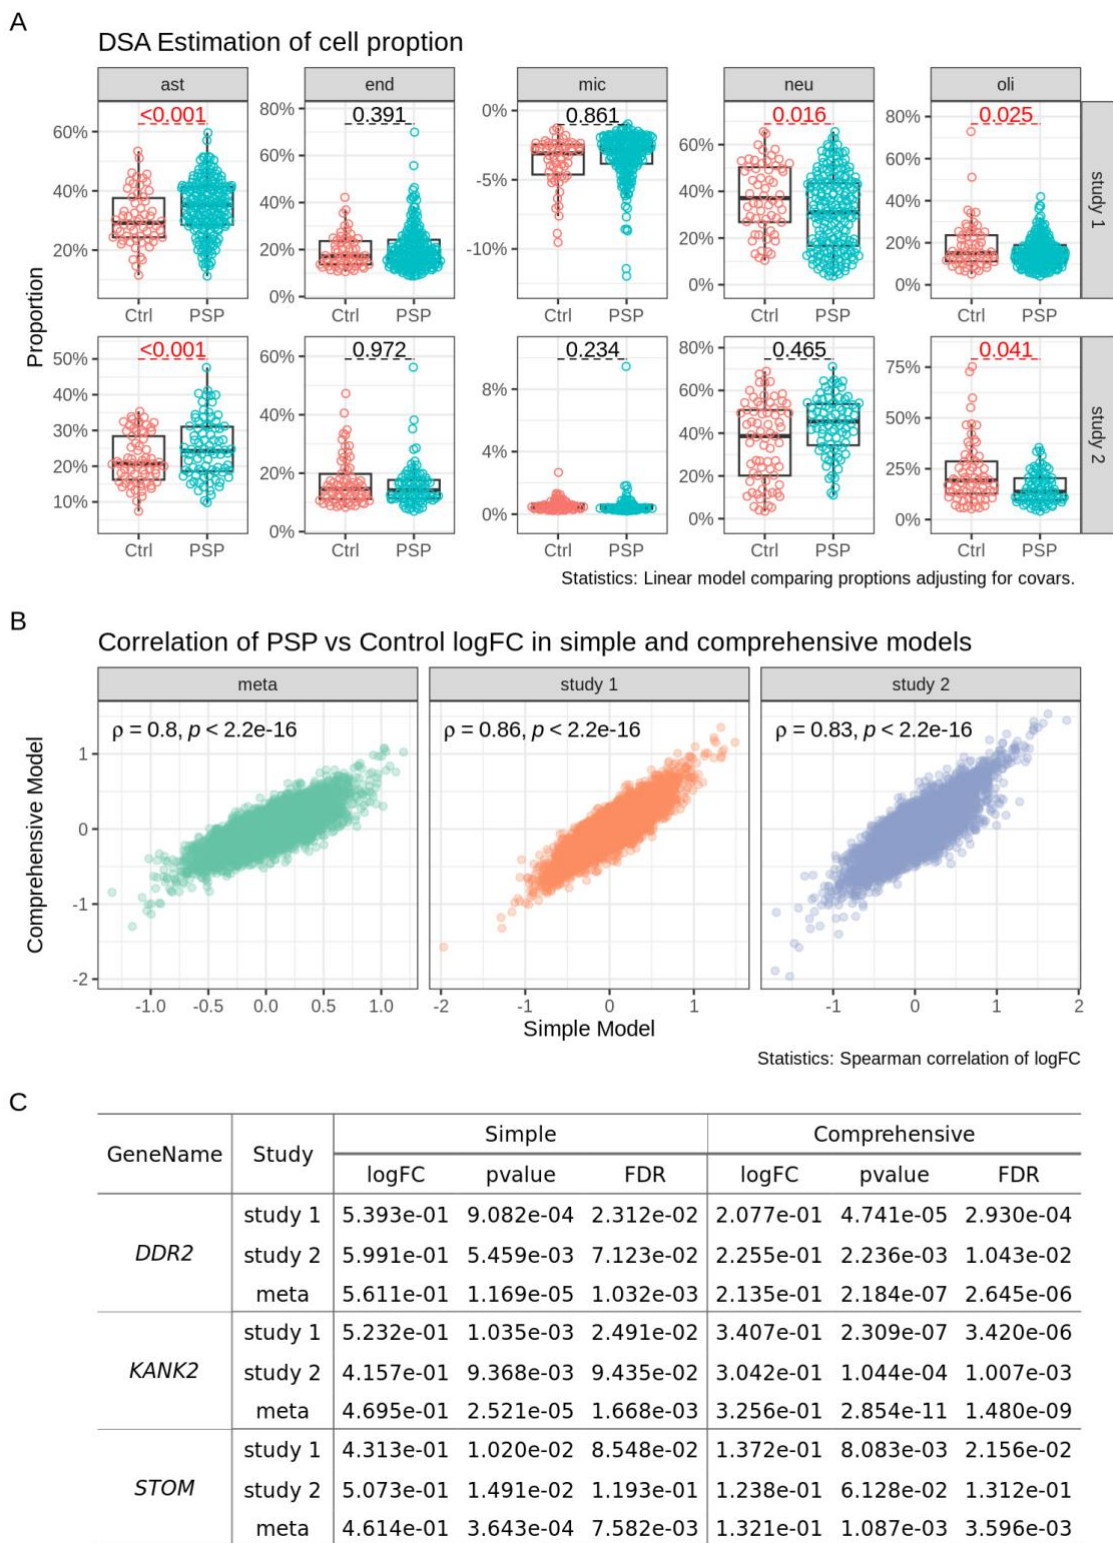 A
DSA Estimation of cell proption
ast end mic neu oli
<0.001 0.391 0.861 0.016 0.025
60% 40% 20%
80% 60% 40% 20% 0%
0% -5% -10%
60% 40% 20% 0%
80% 60% 40% 20% 0%
study 1
Ctrl PSP Ctrl PSP Ctrl PSP Ctrl PSP Ctrl PSP
Proportion
<0.001 0.972 0.234 0.465 0.041
50% 40% 30% 20% 10%
60% 40% 20% 0%
8% 4% 0%
80% 60% 40% 20% 0%
75% 50% 25% 0%
study 2
Ctrl PSP Ctrl PSP Ctrl PSP Ctrl PSP Ctrl PSP
Statistics: Linear model comparing proptions adjusting for covars.
B
Correlation of PSP vs Control logFC in simple and comprehensive models
meta study 1 study 2
ρ = 0.8, p < 2.2e-16 ρ = 0.86, p < 2.2e-16 ρ = 0.83, p < 2.2e-16
Comprehensive Model
1
0
-1
-2
-1.0 -0.5 0.0 0.5 1.0 -2 -1 0 1 -1 0 1 2
Simple Model
Statistics: Spearman correlation of logFC
C
GeneName Study Simple Comprehensive
logFC pvalue FDR logFC pvalue FDR
DDR2 study 1 5.393e-01 9.082e-04 2.312e-02 2.077e-01 4.741e-05 2.930e-04
study 2 5.991e-01 5.459e-03 7.123e-02 2.255e-01 2.236e-03 1.043e-02
meta 5.611e-01 1.169e-05 1.032e-03 2.135e-01 2.184e-07 2.645e-06
KANK2 study 1 5.232e-01 1.035e-03 2.491e-02 3.407e-01 2.309e-07 3.420e-06
study 2 4.157e-01 9.368e-03 9.435e-02 3.042e-01 1.044e-04 1.007e-03
meta 4.695e-01 2.521e-05 1.668e-03 3.256e-01 2.854e-11 1.480e-09
STOM study 1 4.313e-01 1.020e-02 8.548e-02 1.372e-01 8.083e-03 2.156e-02
study 2 5.073e-01 1.491e-02 1.193e-01 1.238e-01 6.128e-02 1.312e-01
meta 4.614e-01 3.643e-04 7.582e-03 1.321e-01 1.087e-03 3.596e-03